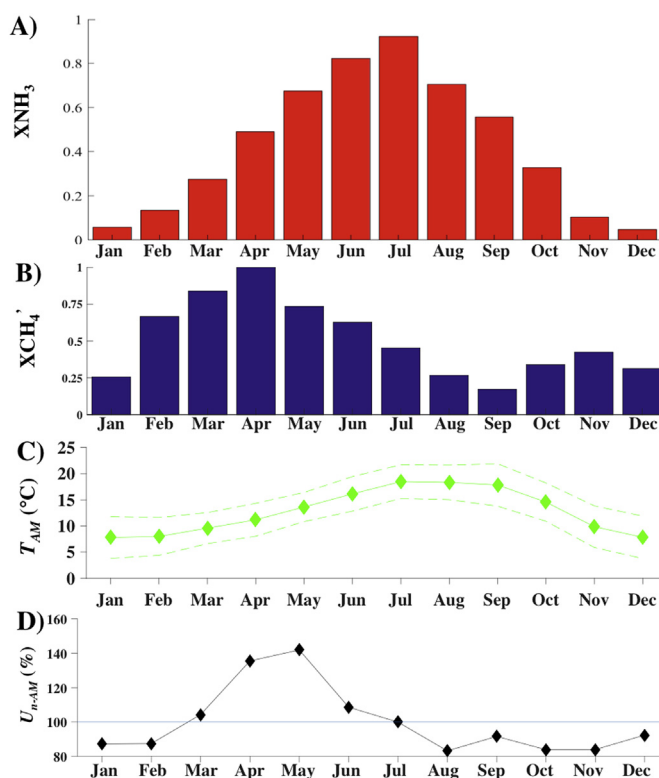 A)
XNH₃
1
0.8
0.6
0.4
0.2
0
Jan Feb Mar Apr May Jun Jul Aug Sep Oct Nov Dec
B)
XCH₄’
1
0.75
0.5
0.25
0
Jan Feb Mar Apr May Jun Jul Aug Sep Oct Nov Dec
C)
T_AM (°C)
25
20
15
10
5
0
Jan Feb Mar Apr May Jun Jul Aug Sep Oct Nov Dec
D)
U_n-AM (%)
160
140
120
100
80
Jan Feb Mar Apr May Jun Jul Aug Sep Oct Nov Dec